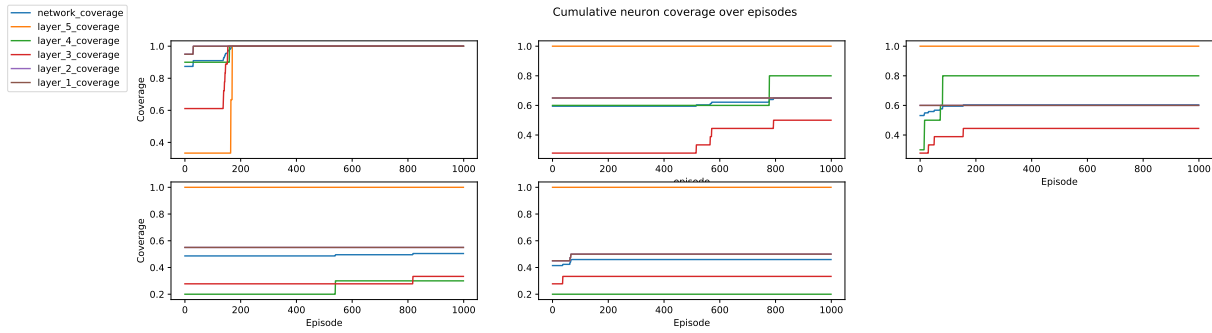 Cumulative neuron coverage over episodes
network_coverage
layer_5_coverage
layer_4_coverage
layer_3_coverage
layer_2_coverage
layer_1_coverage
Coverage
1.0
0.8
0.6
0.4
0 200 400 600 800 1000
1.0
0.8
0.6
0.4
0 200 400 600 800 1000
episode
1.0
0.8
0.6
0.4
0 200 400 600 800 1000
Episode
Coverage
1.0
0.8
0.6
0.4
0.2
0 200 400 600 800 1000
Episode
1.0
0.8
0.6
0.4
0.2
0 200 400 600 800 1000
Episode